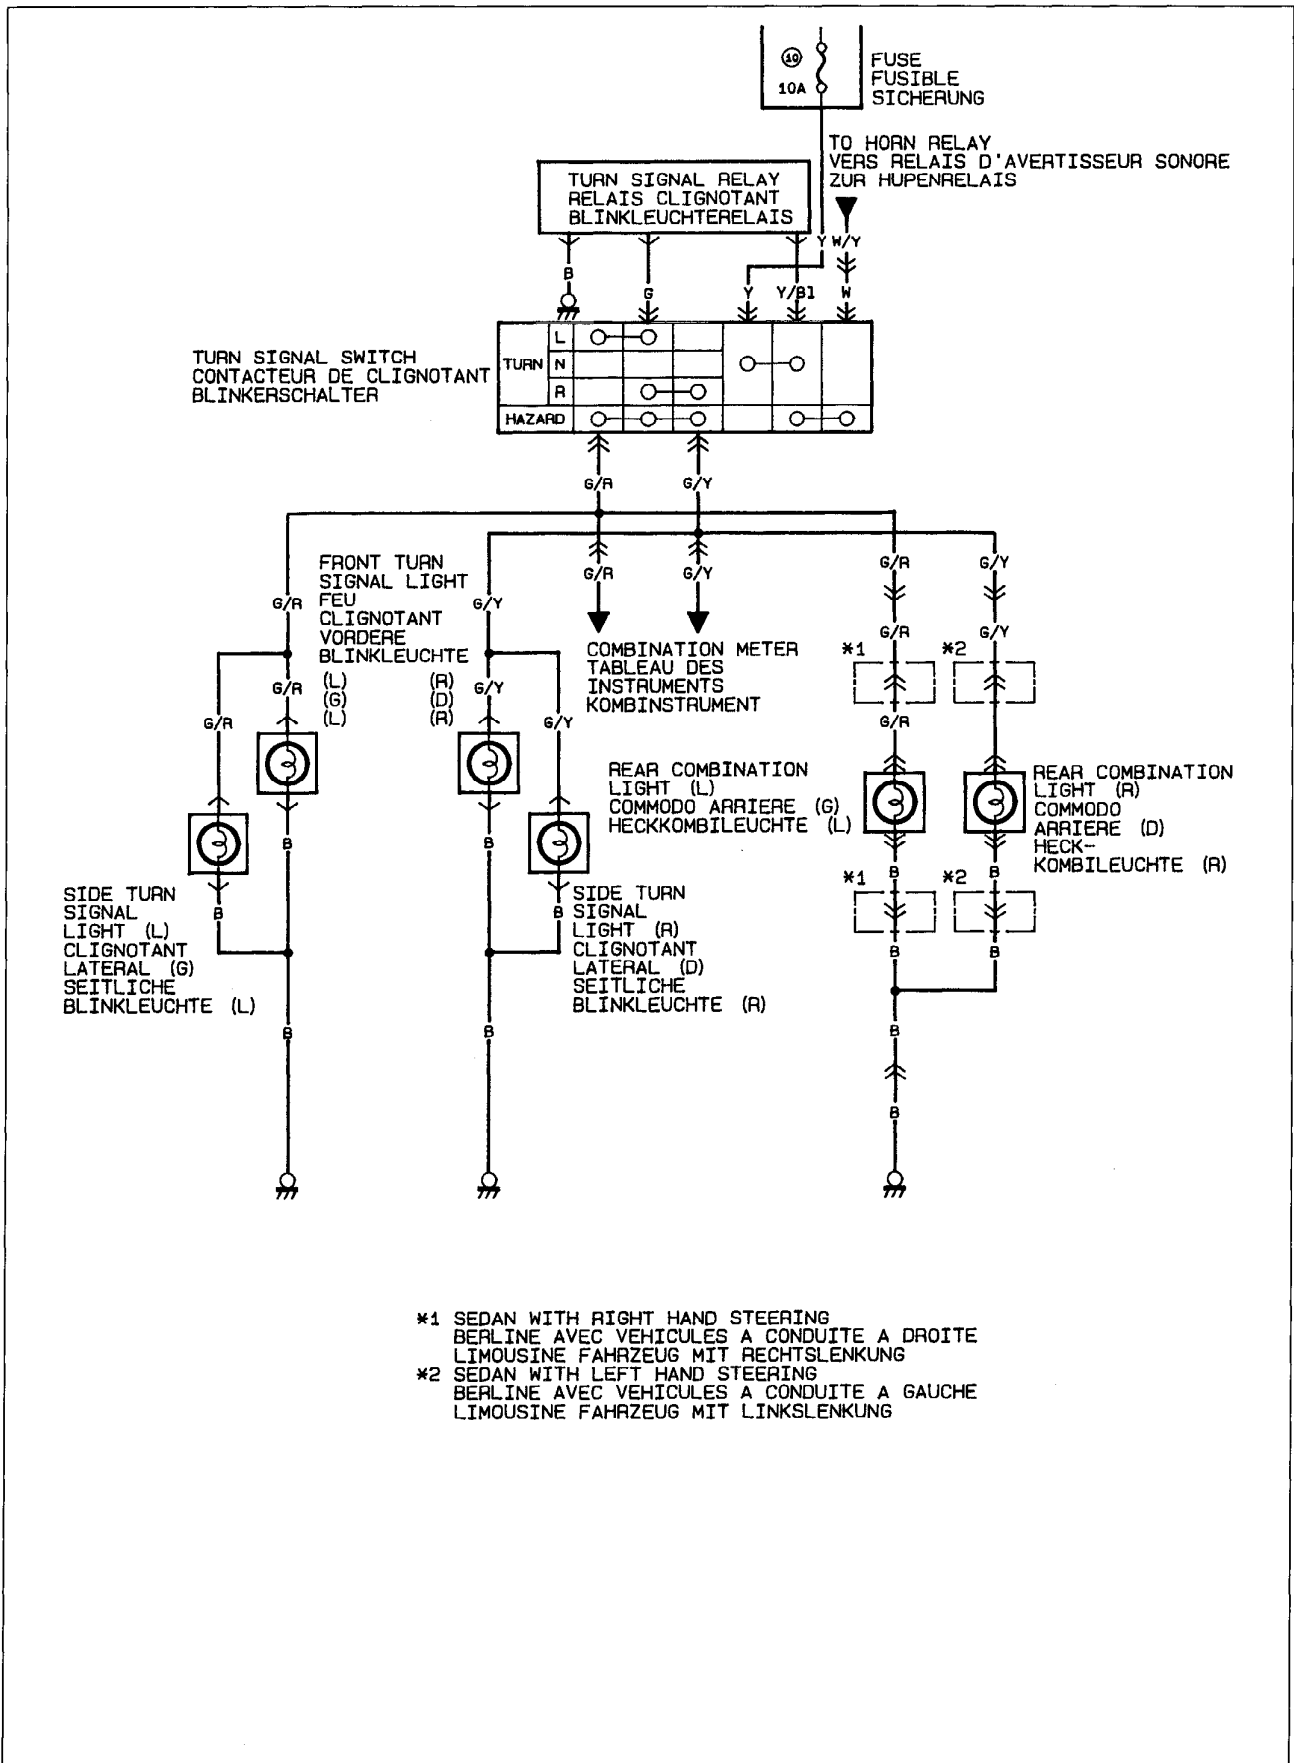 10
10A
FUSE
FUSIBLE
SICHERUNG
TO HORN RELAY
VERS RELAIS D'AVERTISSEUR SONORE
ZUR HUPENRELAIS
TURN SIGNAL RELAY
RELAIS CLIGNOTANT
BLINKLEUCHTERELAIS
Y W/Y
B
G
Y Y/Bl W
TURN SIGNAL SWITCH
CONTACTEUR DE CLIGNOTANT
BLINKERSCHALTER
TURN
L
N
R
HAZARD
G/R G/Y
FRONT TURN
SIGNAL LIGHT
FEU
CLIGNOTANT
VORDERE
BLINKLEUCHTE
(L) (R)
(G) (D)
(L) (R)
G/R G/Y
G/R G/Y
G/R G/Y
G/R G/Y
G/R G/Y
G/R G/Y
COMBINATION METER
TABLEAU DES
INSTRUMENTS
KOMBINSTRUMENT
*1 *2
G/R
REAR COMBINATION
LIGHT (L)
COMMODO ARRIERE (G)
HECKKOMBILEUCHTE (L)
REAR COMBINATION
LIGHT (R)
COMMODO
ARRIERE (D)
HECK-
KOMBILEUCHTE (R)
B B
B B
*1 *2
SIDE TURN
SIGNAL
LIGHT (L)
CLIGNOTANT
LATERAL (G)
SEITLICHE
BLINKLEUCHTE (L)
B B
SIDE TURN
SIGNAL
LIGHT (R)
CLIGNOTANT
LATERAL (D)
SEITLICHE
BLINKLEUCHTE (R)
B B
B B B
B
*1 SEDAN WITH RIGHT HAND STEERING
BERLINE AVEC VEHICULES A CONDUITE A DROITE
LIMOUSINE FAHRZEUG MIT RECHTSLENKUNG
*2 SEDAN WITH LEFT HAND STEERING
BERLINE AVEC VEHICULES A CONDUITE A GAUCHE
LIMOUSINE FAHRZEUG MIT LINKSLENKUNG